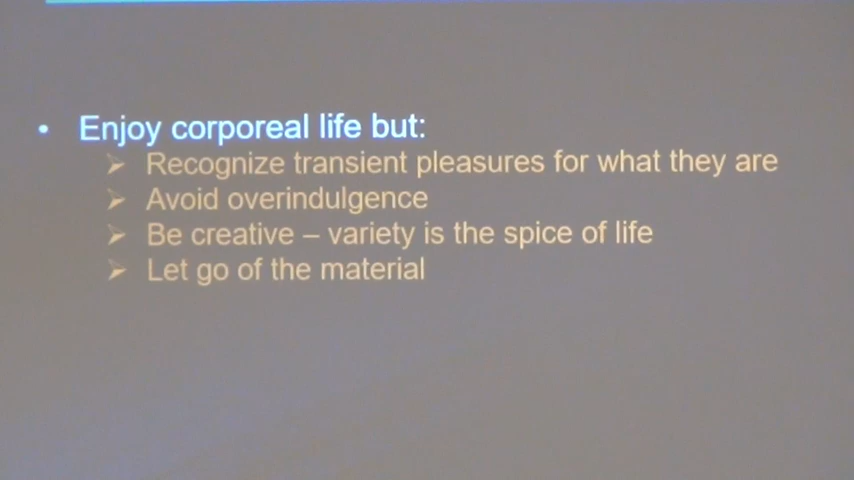 • Enjoy corporeal life but:
➢ Recognize transient pleasures for what they are
➢ Avoid overindulgence
➢ Be creative – variety is the spice of life
➢ Let go of the material